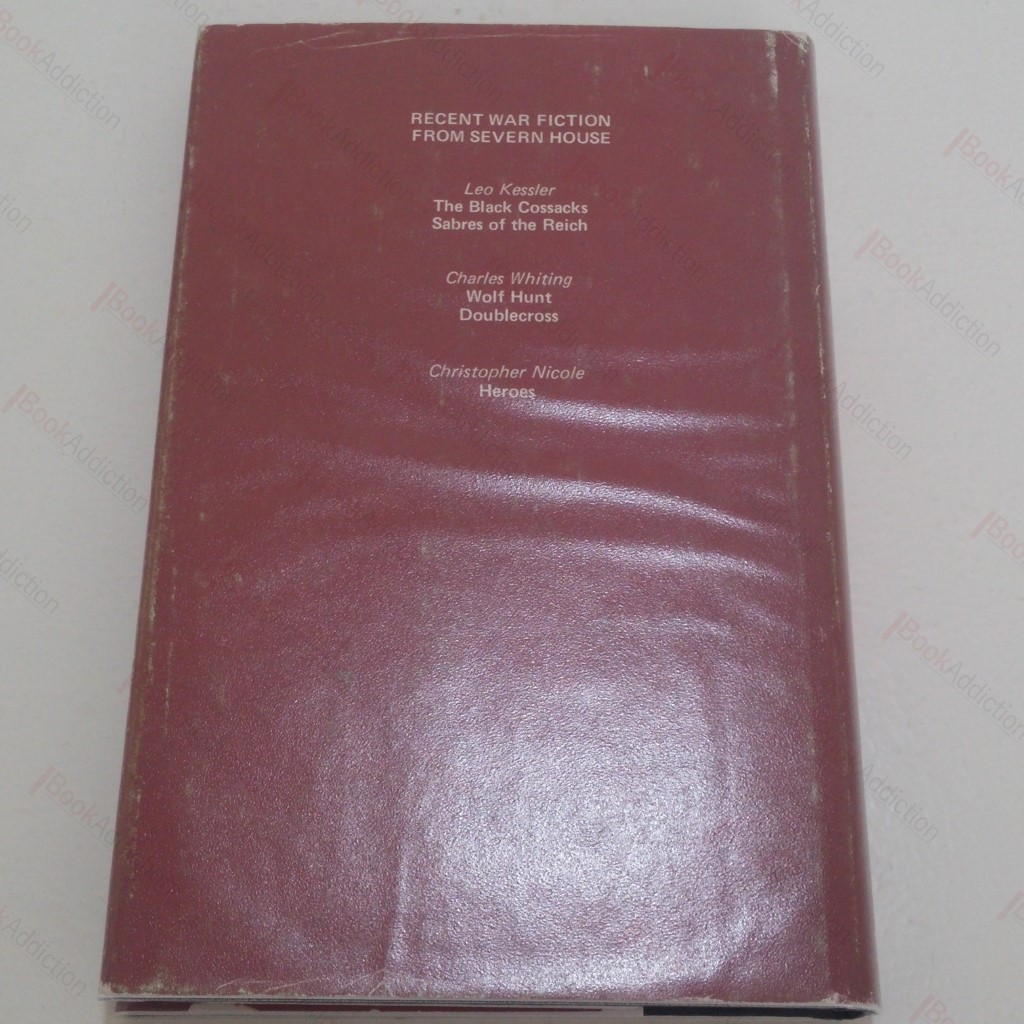 RECENT WAR FICTION
FROM SEVERN HOUSE
Leo Kessler
The Black Cossacks
Sabres of the Reich
Charles Whiting
Wolf Hunt
Doublecross
Christopher Nicole
Heroes
BookAddiction